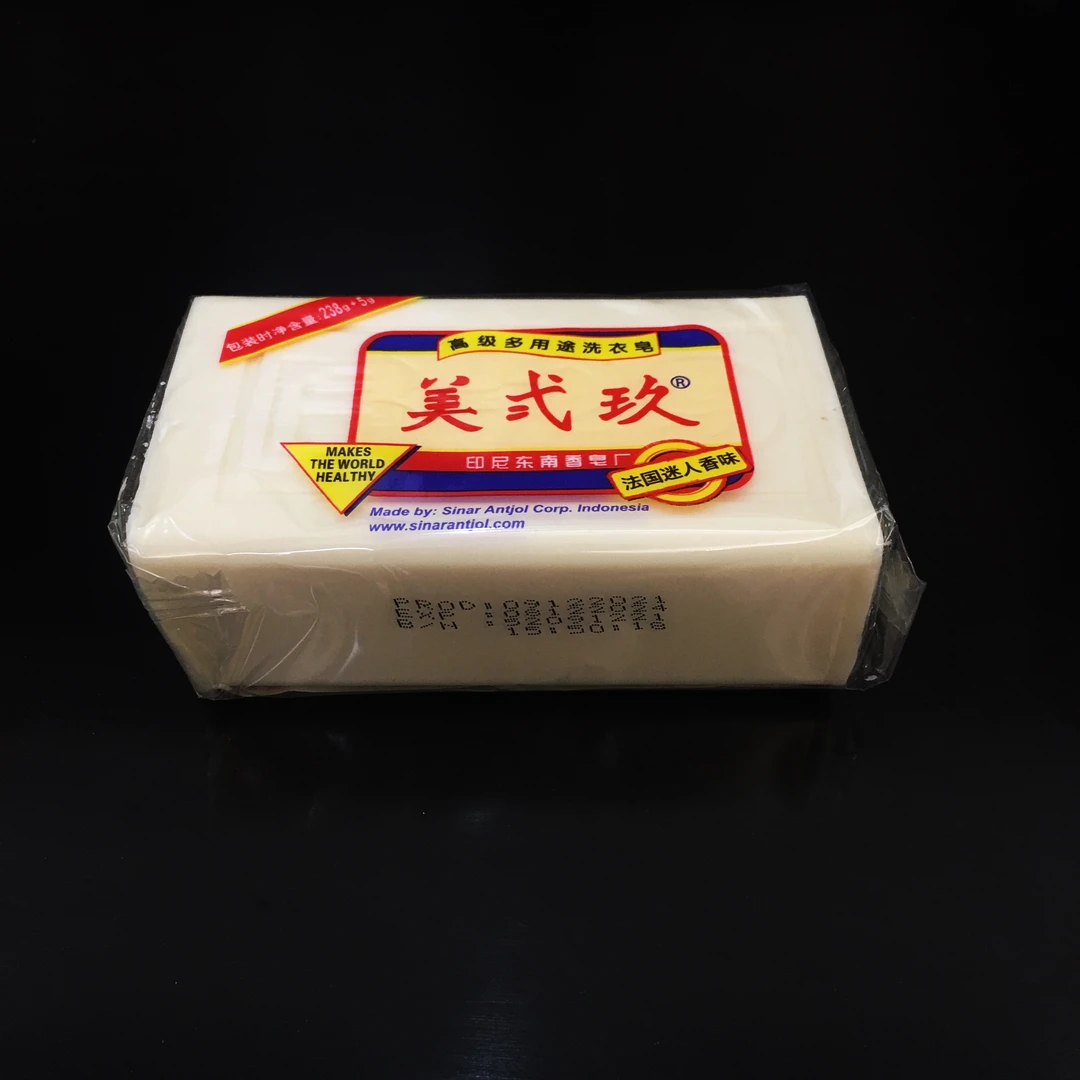 包装时净含量:238g+5g
高级多用途洗衣皂
美弍玖®
MAKES
THE WORLD
HEALTHY
印尼东南香皂厂
法国迷人香味
Made by: Sinar Antjol Corp. Indonesia
www.sinarantjol.com